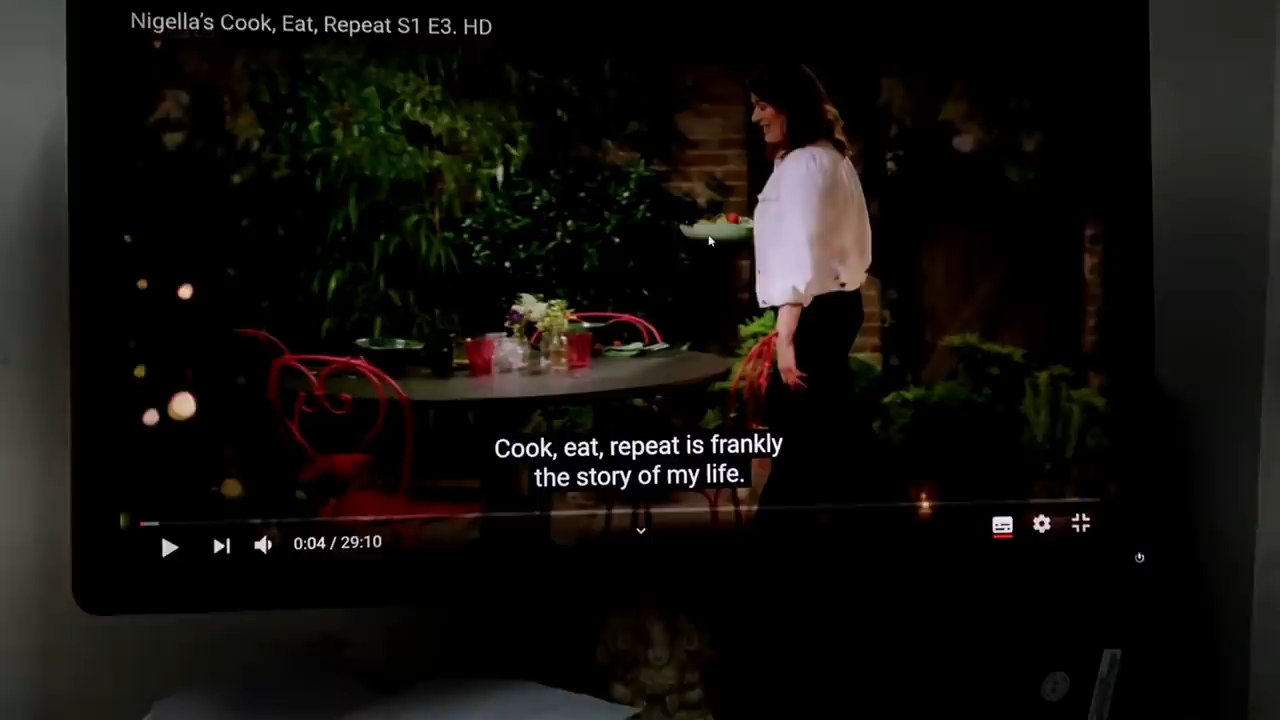 Nigella's Cook, Eat, Repeat S1 E3. HD
Cook, eat, repeat is frankly
the story of my life.
0:04 / 29:10